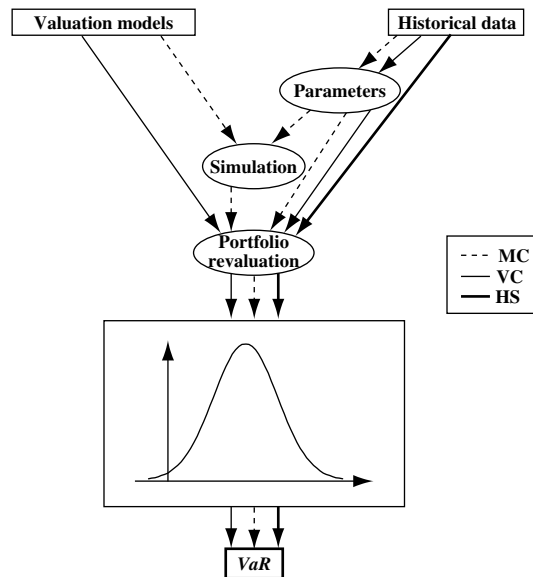 Valuation models
Historical data
Parameters
Simulation
Portfolio
revaluation
MC
VC
HS
VaR